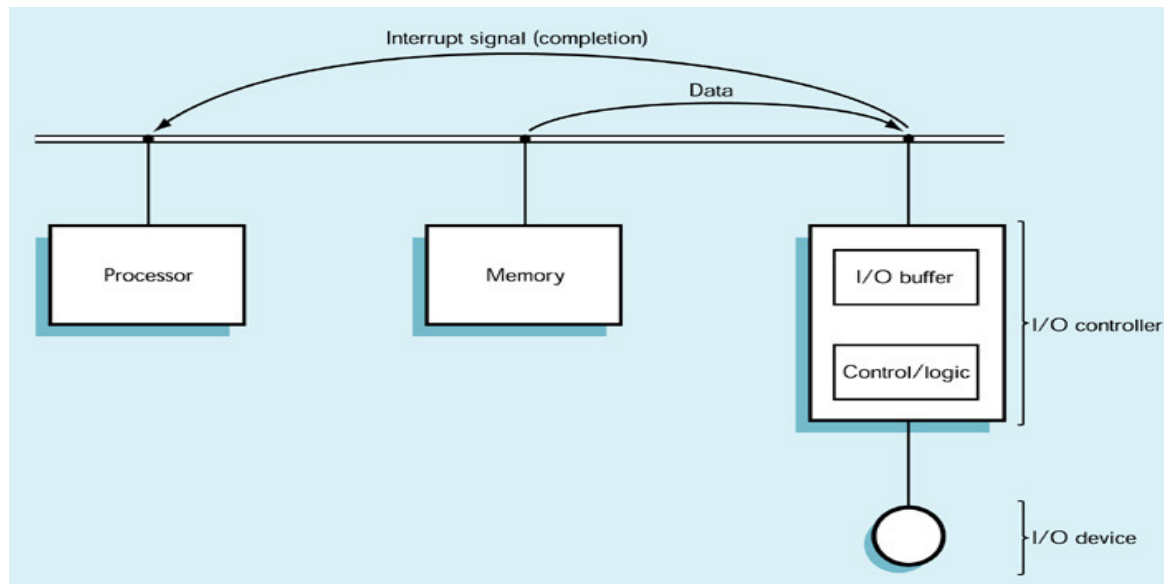 Interrupt signal (completion)
Data
Processor
Memory
I/O buffer
I/O controller
Control/logic
I/O device